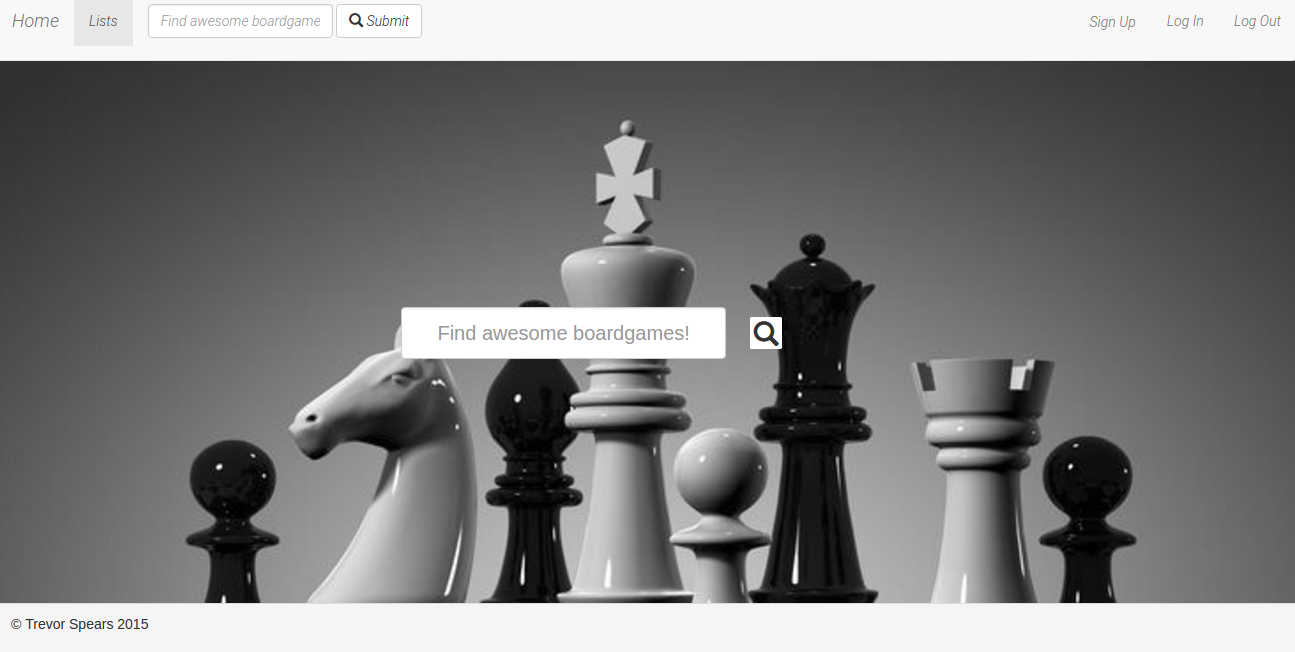 Home Lists Find awesome boardgame Submit Sign Up Log In Log Out
Find awesome boardgames!
© Trevor Spears 2015